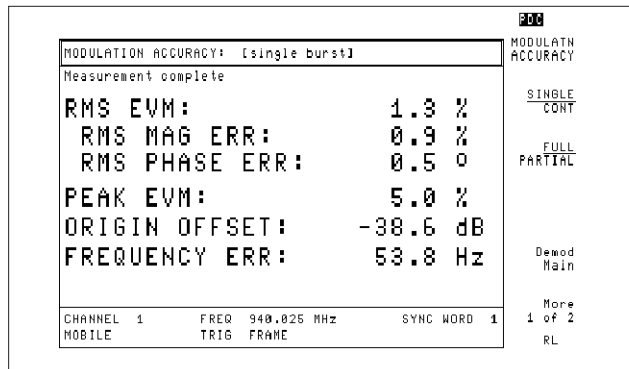 PDC
MODULATN
ACCURACY
MODULATION ACCURACY: [single burst]
Measurement complete
RMS EVM: 1.3 %
RMS MAG ERR: 0.9 %
RMS PHASE ERR: 0.5 °
PEAK EVM: 5.0 %
ORIGIN OFFSET: -38.6 dB
FREQUENCY ERR: 53.8 Hz
CHANNEL 1 FREQ 940.025 MHz SYNC WORD 1
MOBILE TRIG FRAME
SINGLE
CONT
FULL
PARTIAL
Demod
Main
More
1 of 2
RL